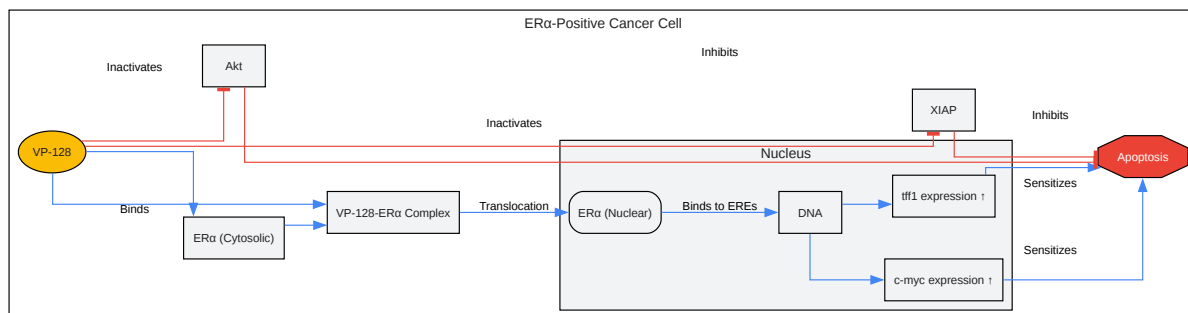 ERα-Positive Cancer Cell
Inhibits
Inactivates
Akt
XIAP
Inhibits
Inactivates
VP-128
Nucleus
Apoptosis
tff1 expression ↑
Sensitizes
Binds
VP-128-ERα Complex
Translocation
ERα (Nuclear)
Binds to EREs
DNA
ERα (Cytosolic)
Sensitizes
c-myc expression ↑